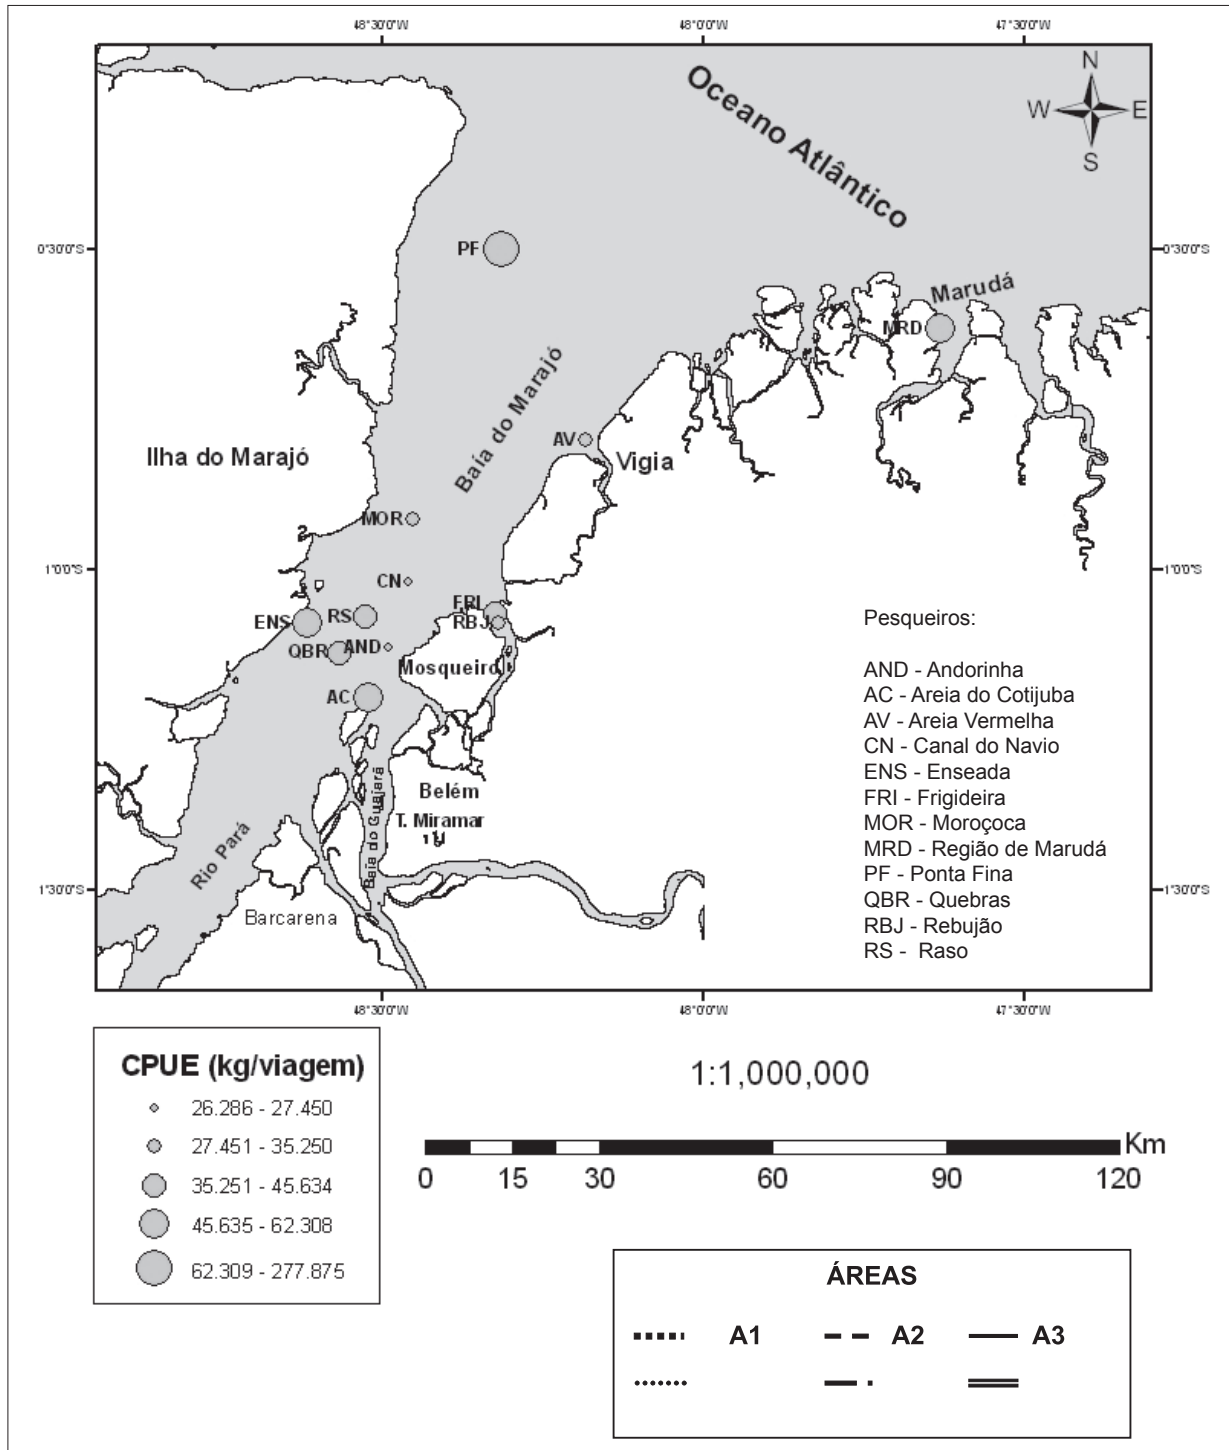 48°30'0"W
48°0'0"W
47°30'0"W
Oceano Atlântico
N
W
E
S
0°30'0"S
PF
0°30'0"S
Marudá
MRD
Baía do Marajó
AV
Ilha do Marajó
Vigia
MOR
1°0'0"S
CN
1°0'0"S
FRI
ENS
RS
RBJ
QBR
AND
Mosqueiro
AC
Pesqueiros:
AND - Andorinha
AC - Areia do Cotijuba
AV - Areia Vermelha
CN - Canal do Navio
ENS - Enseada
FRI - Frigideira
MOR - Moroçoca
MRD - Região de Marudá
PF - Ponta Fina
QBR - Quebras
RBJ - Rebujão
RS - Raso
Belém
T. Miramar
Baía do Guajará
Rio Pará
Barcarena
1°30'0"S
1°30'0"S
48°30'0"W
48°0'0"W
47°30'0"W
CPUE (kg/viagem)
26.286 - 27.450
27.451 - 35.250
35.251 - 45.634
45.635 - 62.308
62.309 - 277.875
1:1,000,000
Km
0 15 30 60 90 120
ÁREAS
A1 A2 A3